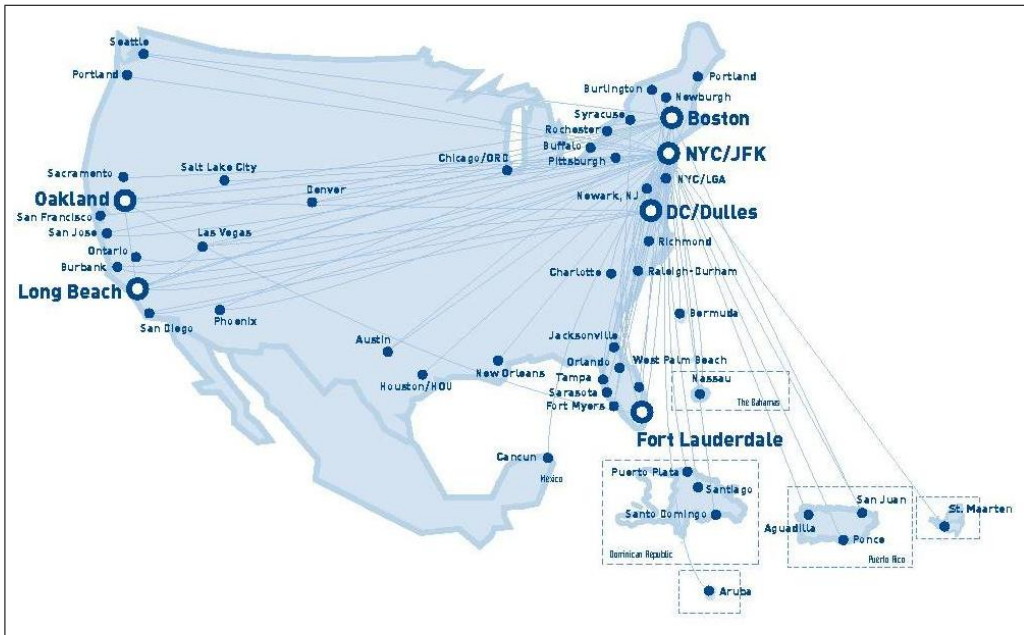 Seattle
Portland
Portland
Burlington
Newburgh
Syracuse
Boston
Rochester
Buffalo
NYC/JFK
Chicago/ORD
Pittsburgh
Salt Lake City
Sacramento
NYC/LGA
Denver
Newark, NJ
Oakland
DC/Dulles
San Francisco
San Jose
Las Vegas
Richmond
Ontario
Burbank
Charlotte
Raleigh-Durham
Long Beach
San Diego
Phoenix
Bermuda
Austin
Jacksonville
Orlando
West Palm Beach
New Orleans
Houston/HOU
Tampa
Nassau
Sarasota
The Bahamas
Fort Myers
Fort Lauderdale
Cancun
Mexico
Puerto Plata
Santiago
San Juan
St. Maarten
Santo Domingo
Aguadilla
Ponce
Dominican Republic
Puerto Rico
Aruba